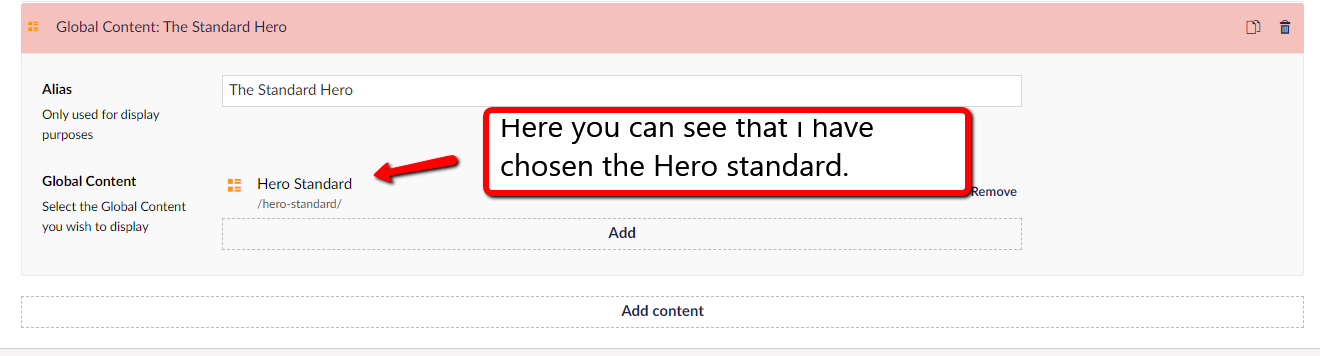 Global Content: The Standard Hero
Alias
The Standard Hero
Only used for display
purposes
Here you can see that i have
chosen the Hero standard.
Global Content
Hero Standard
Select the Global Content
/hero-standard/
you wish to display
Remove
Add
Add content